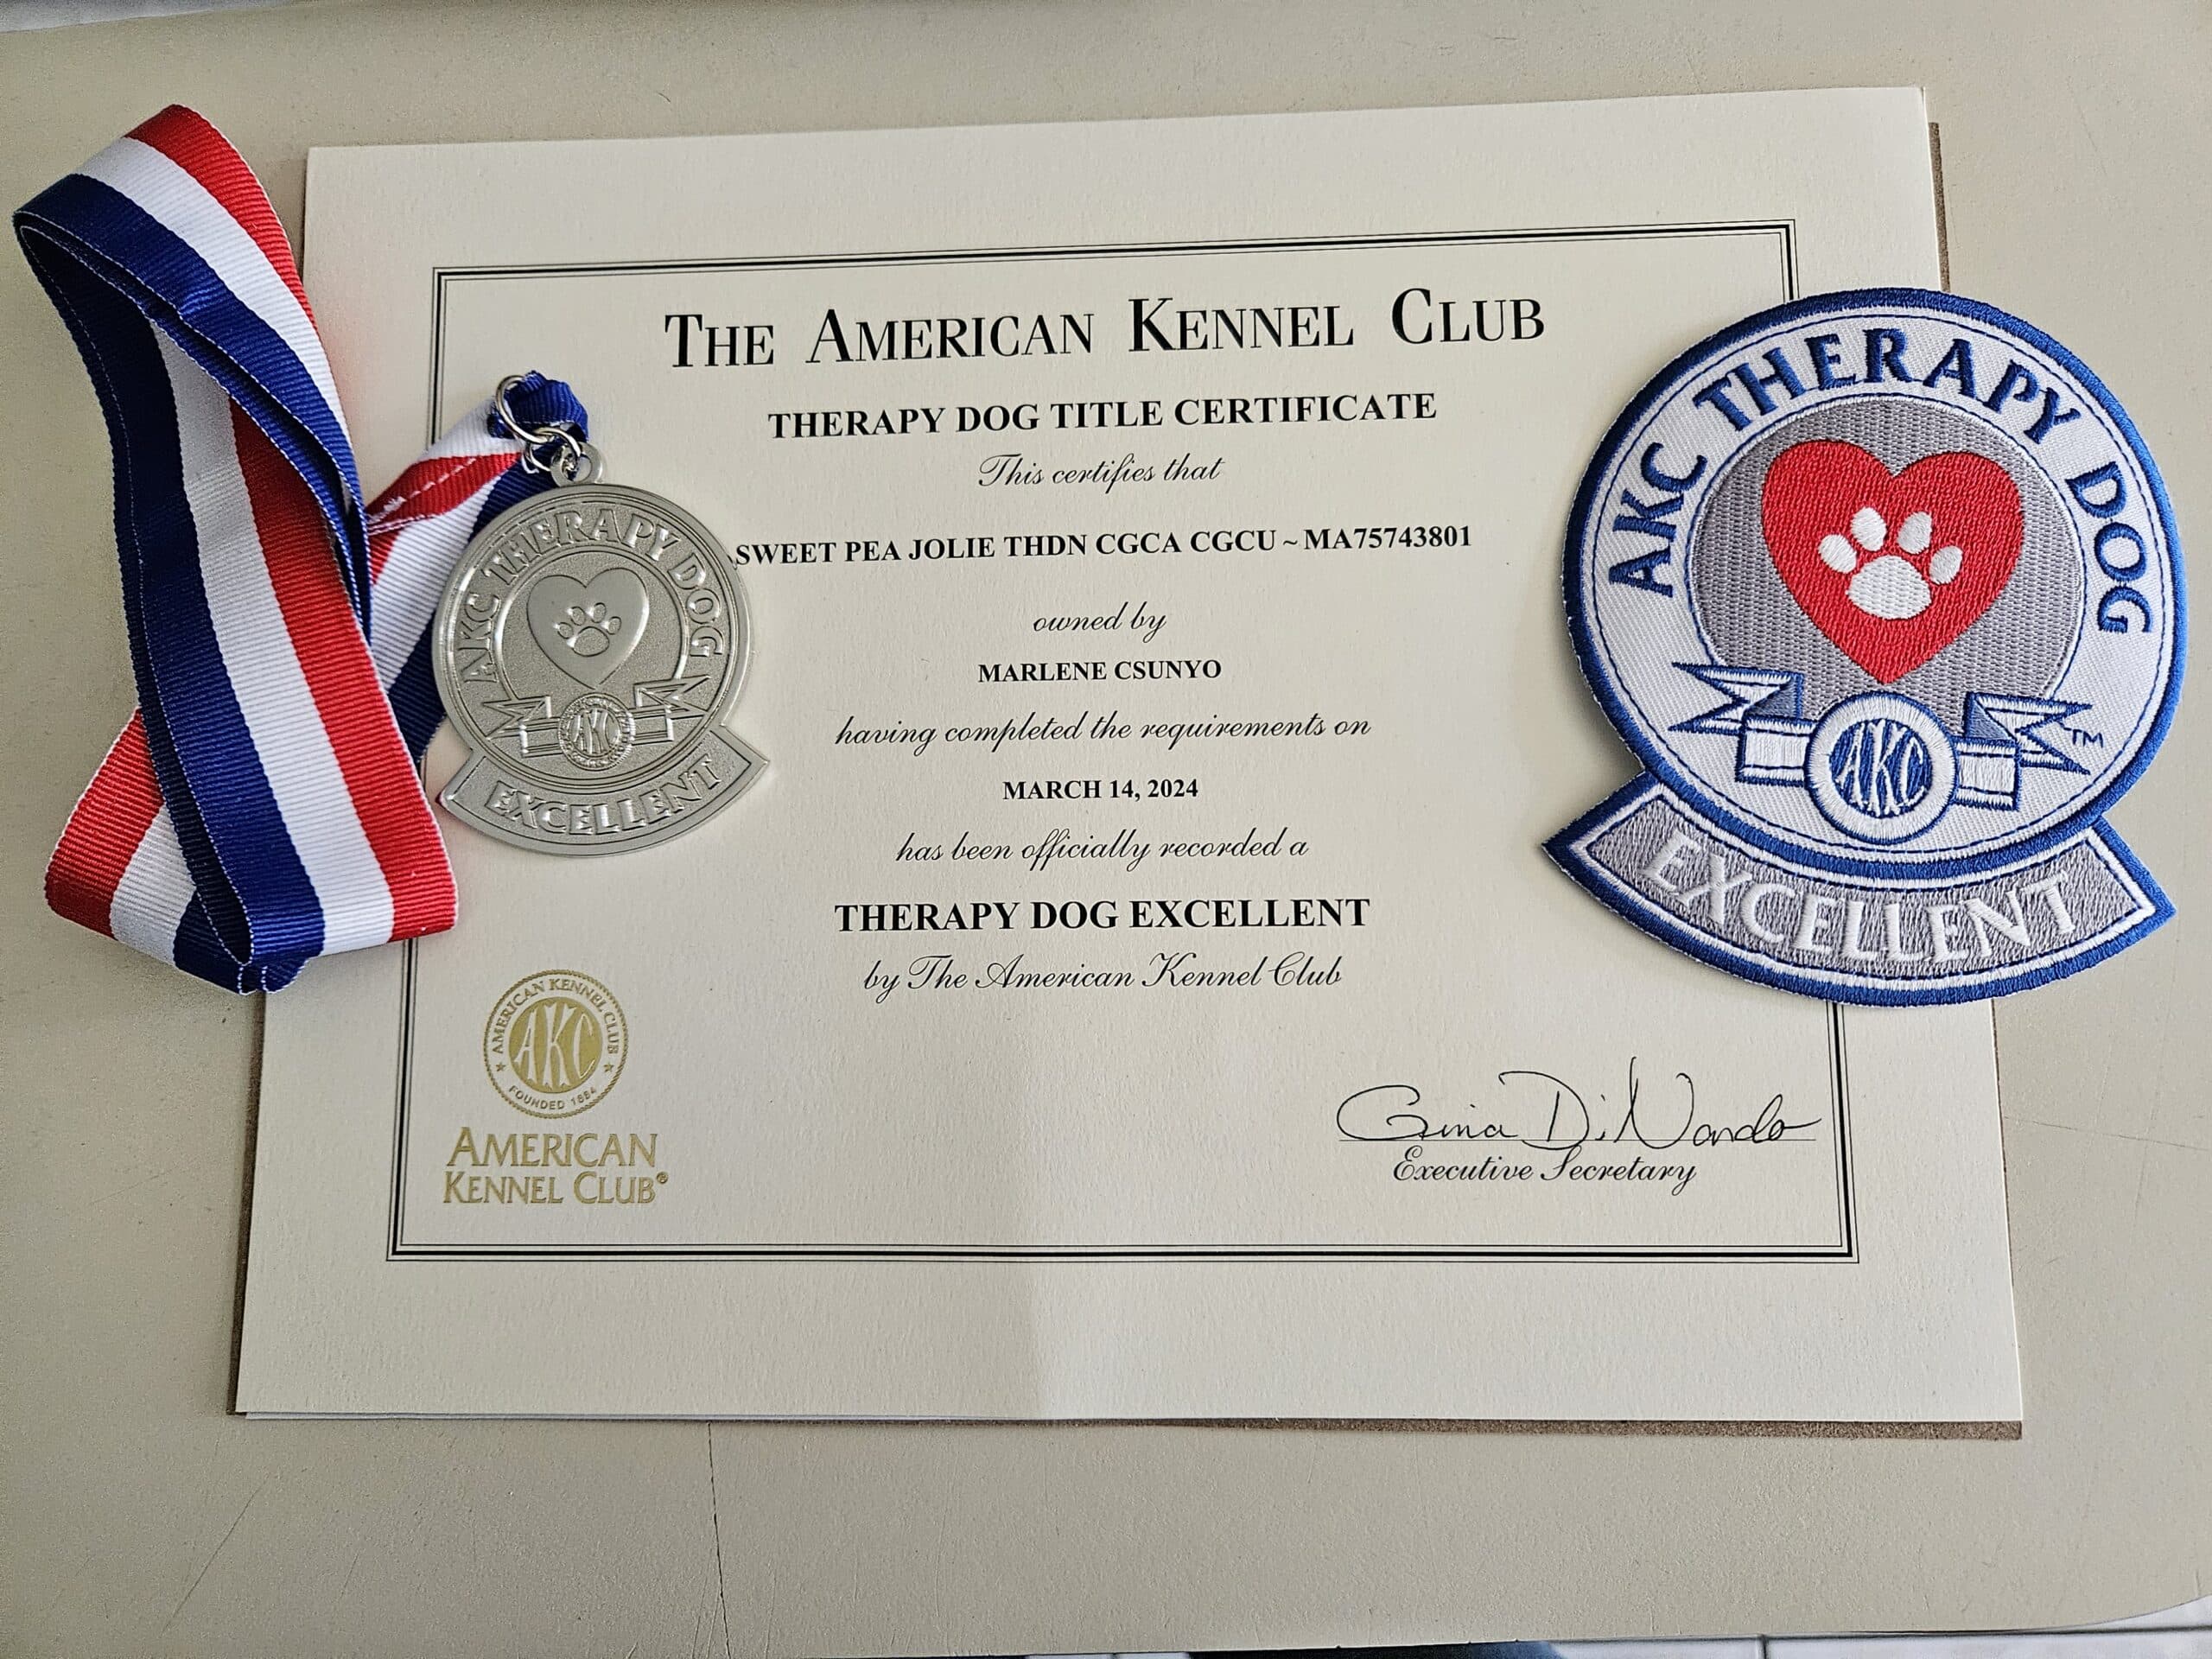 THE AMERICAN KENNEL CLUB
THERAPY DOG TITLE CERTIFICATE
This certifies that
SWEET PEA JOLIE THDN CGCA CGCU ~ MA75743801
owned by
MARLENE CSUNYO
having completed the requirements on
MARCH 14, 2024
has been officially recorded a
THERAPY DOG EXCELLENT
by The American Kennel Club
AKC THERAPY DOG
AKC
EXCELLENT
AKC THERAPY DOG
AKC
TM
EXCELLENT
AMERICAN KENNEL CLUB
AKC
FOUNDED 1884
AMERICAN
KENNEL CLUB®
Gina DiNardo
Executive Secretary